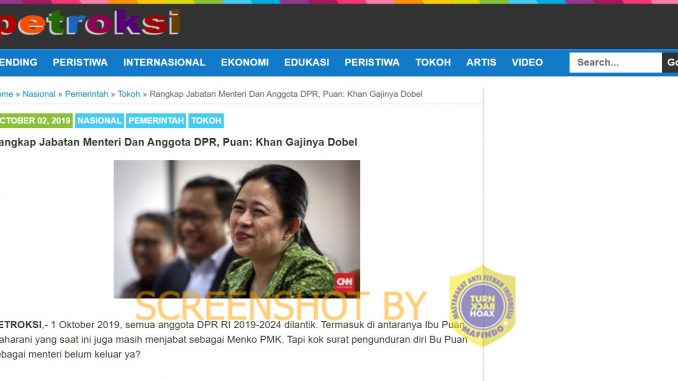 petroksi
ENDING PERISTIWA INTERNASIONAL EKONOMI EDUKASI PERISTIWA TOKOH ARTIS VIDEO Search... Go
ome » Nasional » Pemerintah » Tokoh » Rangkap Jabatan Menteri Dan Anggota DPR, Puan: Khan Gajinya Dobel
OCTOBER 02, 2019 NASIONAL PEMERINTAH TOKOH
angkap Jabatan Menteri Dan Anggota DPR, Puan: Khan Gajinya Dobel
CNN
SCREENSHOT BY
MASYARAKAT ANTI FITNAH INDONESIA
TURN
BACK
HOAX
MAFINDO
ETROKSI,- 1 Oktober 2019, semua anggota DPR RI 2019-2024 dilantik. Termasuk di antaranya Ibu Puan
aharani yang saat ini juga masih menjabat sebagai Menko PMK. Tapi kok surat pengunduran diri Bu Puan
ebagai menteri belum keluar ya?